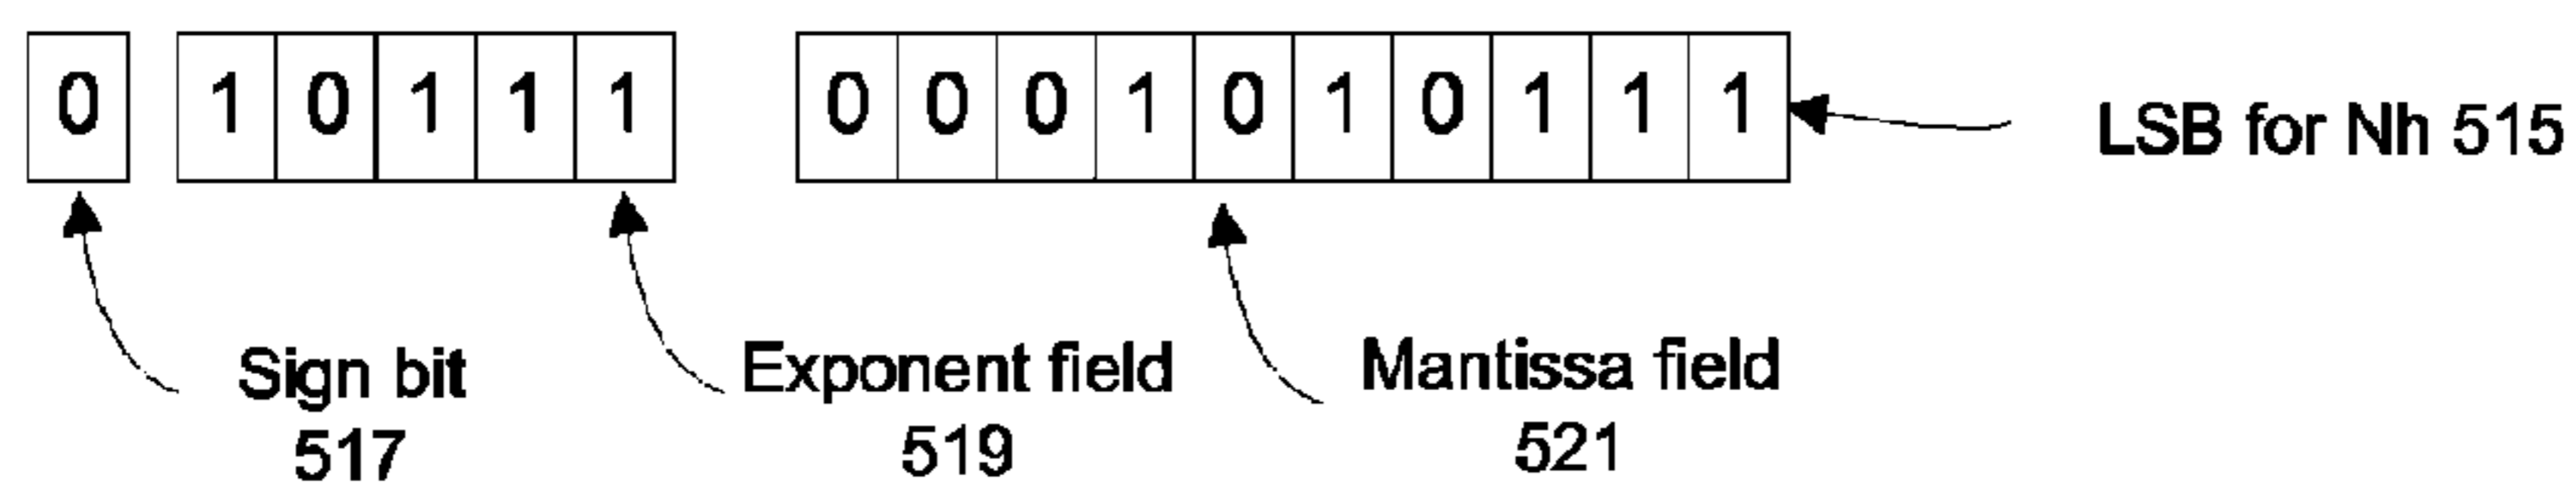 0 1 0 1 1 1 0 0 0 1 0 1 0 1 1 1
LSB for Nh 515
Sign bit
517
Exponent field
519
Mantissa field
521